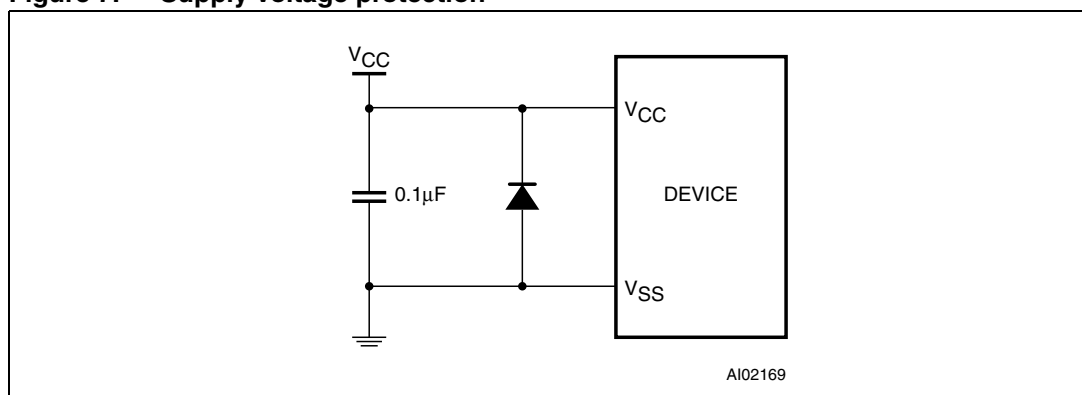 Figure 7. Supply voltage protection
VCC
VCC
0.1µF
DEVICE
VSS
AI02169